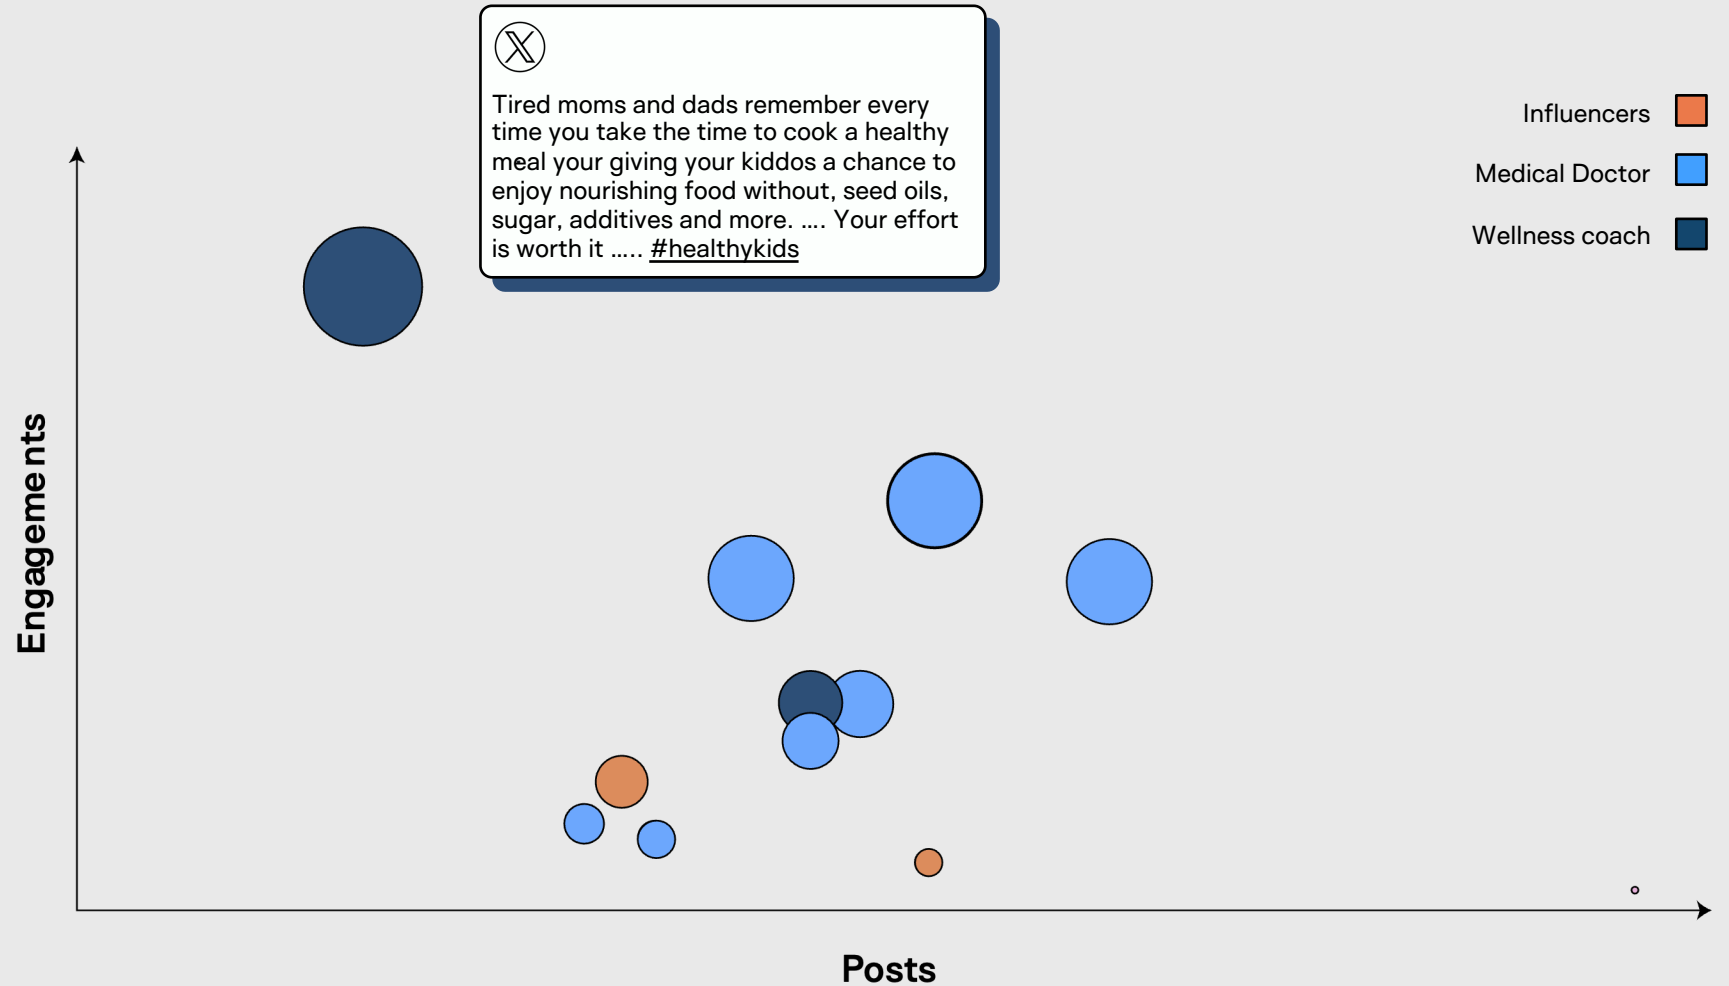 Tired moms and dads remember every
time you take the time to cook a healthy
meal your giving your kiddos a chance to
enjoy nourishing food without, seed oils,
sugar, additives and more. .... Your effort
is worth it ..... #healthykids
Influencers
Medical Doctor
Wellness coach
Engagements
Posts